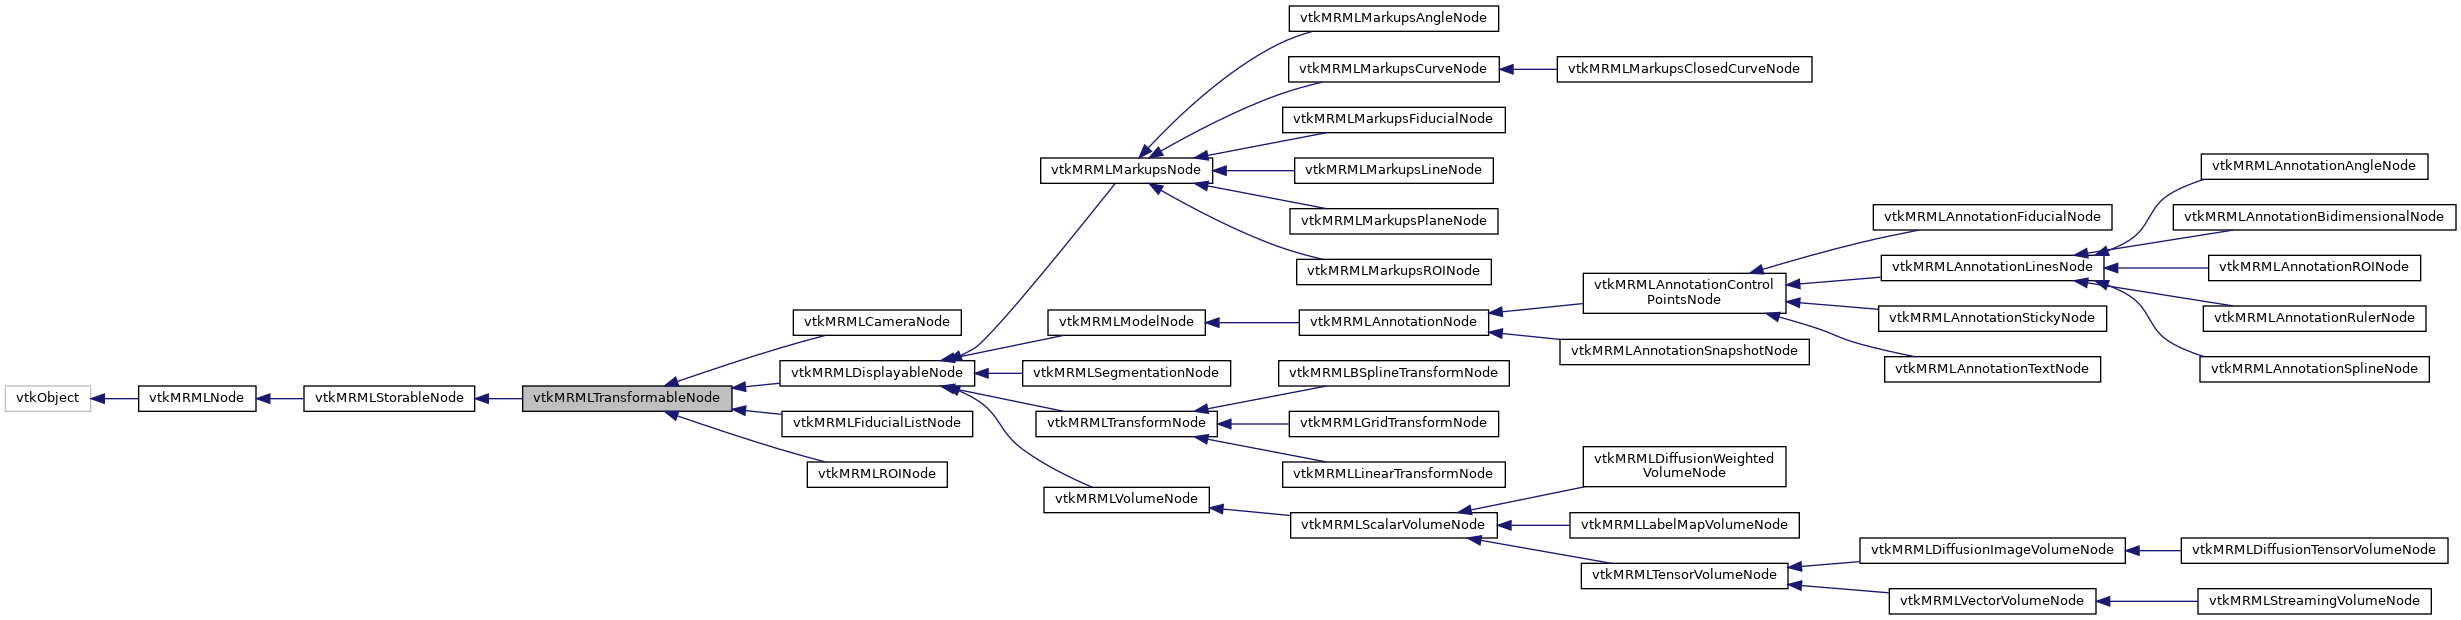 vtkMRMLMarkupsAngleNode
vtkMRMLMarkupsCurveNode
vtkMRMLMarkupsClosedCurveNode
vtkMRMLMarkupsFiducialNode
vtkMRMLMarkupsNode
vtkMRMLMarkupsLineNode
vtkMRMLAnnotationAngleNode
vtkMRMLMarkupsPlaneNode
vtkMRMLAnnotationFiducialNode
vtkMRMLAnnotationBidimensionalNode
vtkMRMLMarkupsROINode
vtkMRMLAnnotationControl
PointsNode
vtkMRMLAnnotationLinesNode
vtkMRMLAnnotationROINode
vtkMRMLCameraNode
vtkMRMLModelNode
vtkMRMLAnnotationNode
vtkMRMLAnnotationStickyNode
vtkMRMLAnnotationRulerNode
vtkMRMLAnnotationSnapshotNode
vtkMRMLDisplayableNode
vtkMRMLSegmentationNode
vtkMRMLBSplineTransformNode
vtkMRMLAnnotationTextNode
vtkMRMLAnnotationSplineNode
vtkObject
vtkMRMLNode
vtkMRMLStorableNode
vtkMRMLTransformableNode
vtkMRMLFiducialListNode
vtkMRMLTransformNode
vtkMRMLGridTransformNode
vtkMRMLROINode
vtkMRMLLinearTransformNode
vtkMRMLDiffusionWeighted
VolumeNode
vtkMRMLVolumeNode
vtkMRMLScalarVolumeNode
vtkMRMLLabelMapVolumeNode
vtkMRMLDiffusionImageVolumeNode
vtkMRMLDiffusionTensorVolumeNode
vtkMRMLTensorVolumeNode
vtkMRMLVectorVolumeNode
vtkMRMLStreamingVolumeNode